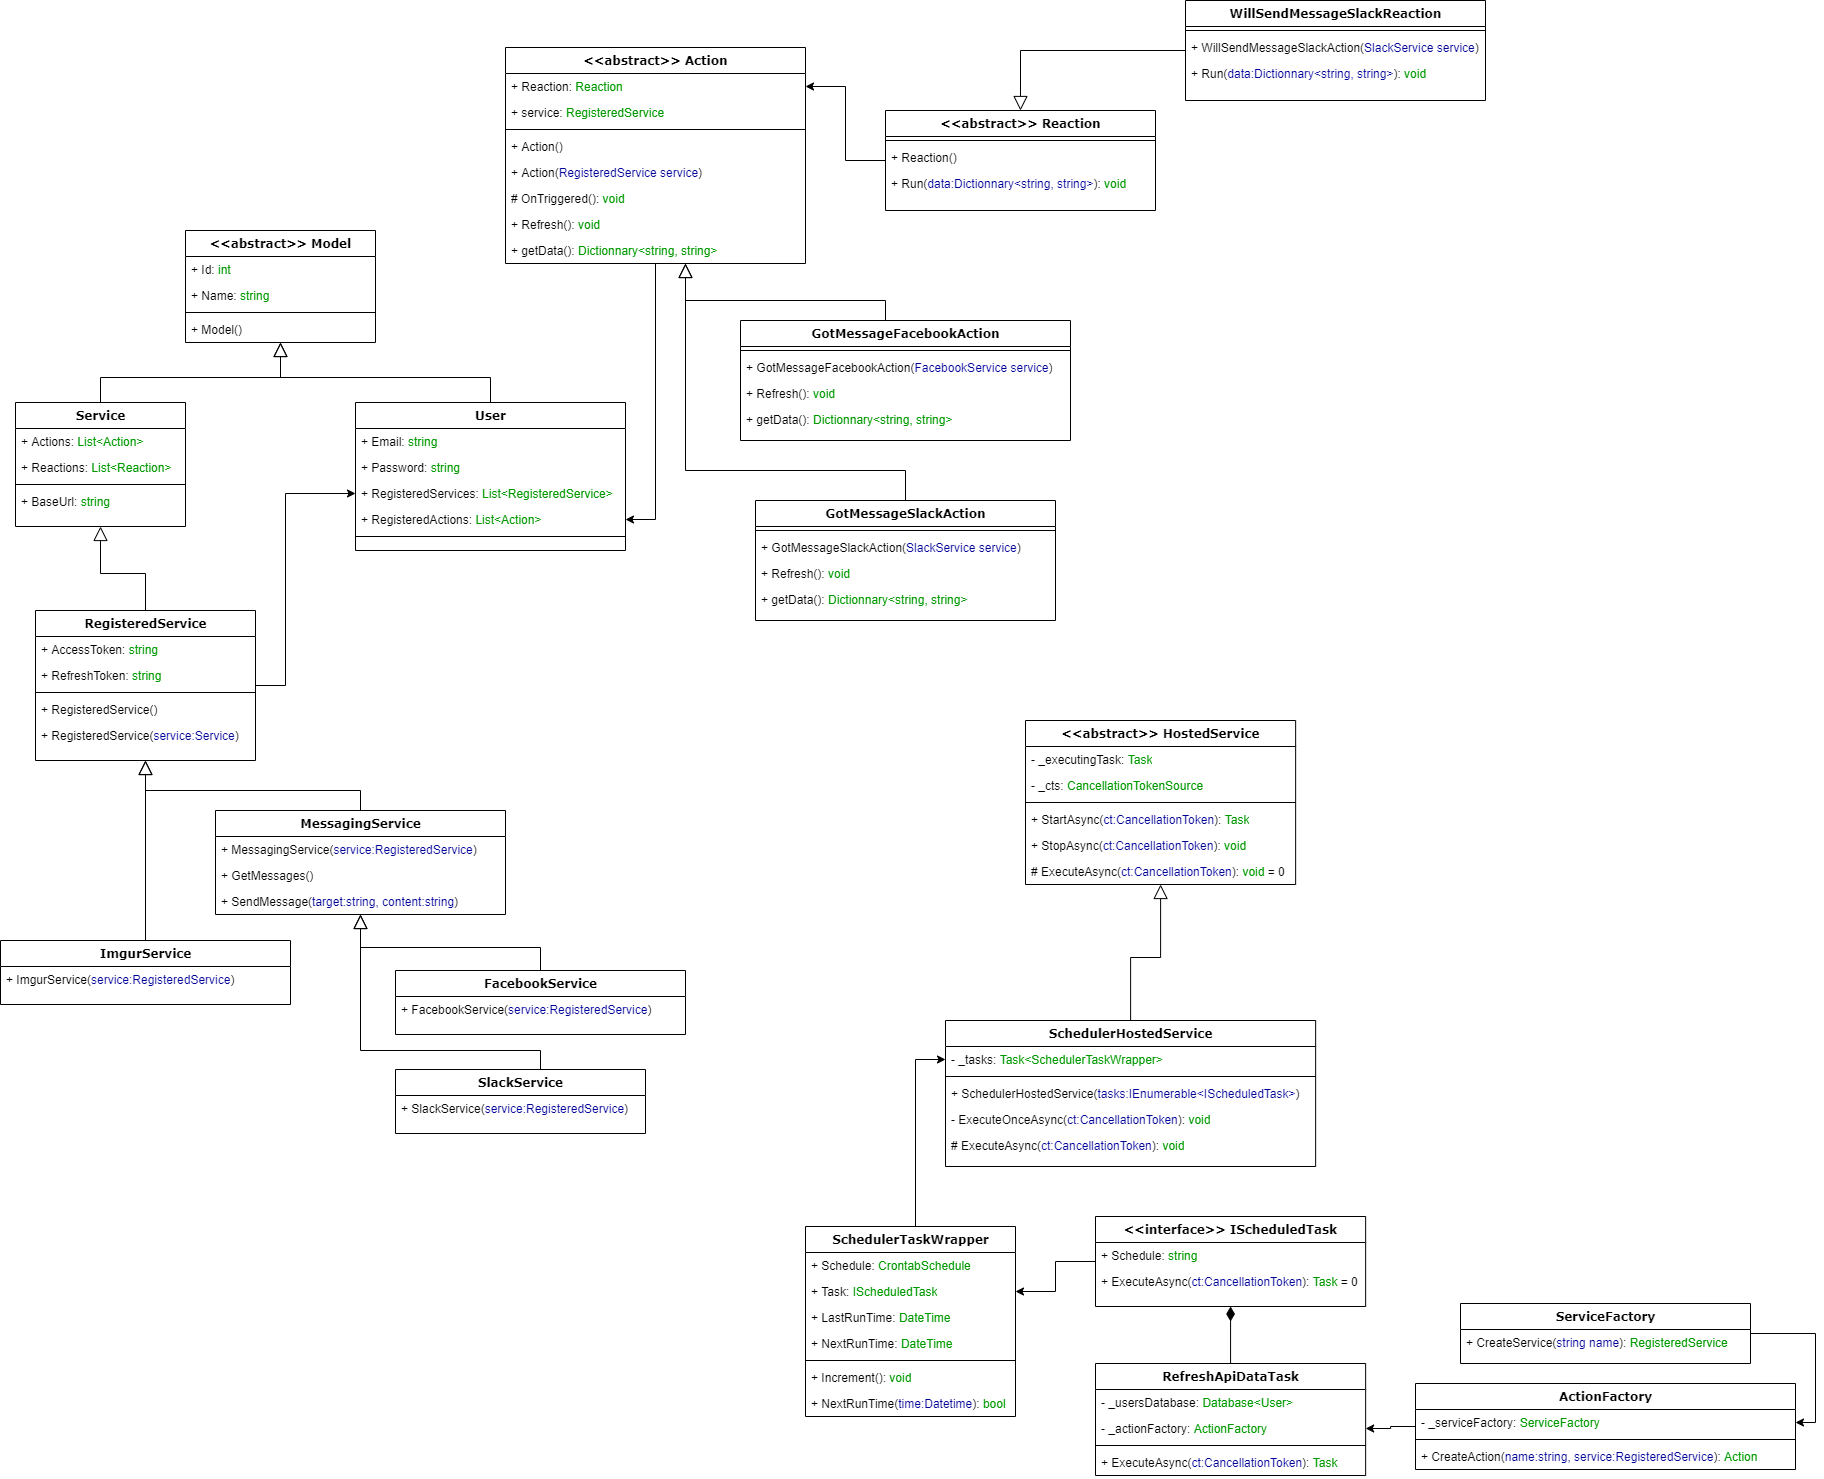 WillSendMessageSlackReaction
+ WillSendMessageSlackAction(SlackService service)
+ Run(data:Dictionnary<string, string>): void
<<abstract>> Action
+ Reaction: Reaction
+ service: RegisteredService
+ Action()
+ Action(RegisteredService service)
# OnTriggered(): void
+ Refresh(): void
+ getData(): Dictionnary<string, string>
<<abstract>> Reaction
+ Reaction()
+ Run(data:Dictionnary<string, string>): void
<<abstract>> Model
+ Id: int
+ Name: string
+ Model()
GotMessageFacebookAction
+ GotMessageFacebookAction(FacebookService service)
+ Refresh(): void
+ getData(): Dictionnary<string, string>
Service
+ Actions: List<Action>
+ Reactions: List<Reaction>
+ BaseUrl: string
User
+ Email: string
+ Password: string
+ RegisteredServices: List<RegisteredService>
+ RegisteredActions: List<Action>
GotMessageSlackAction
+ GotMessageSlackAction(SlackService service)
+ Refresh(): void
+ getData(): Dictionnary<string, string>
RegisteredService
+ AccessToken: string
+ RefreshToken: string
+ RegisteredService()
+ RegisteredService(service:Service)
<<abstract>> HostedService
- _executingTask: Task
- _cts: CancellationTokenSource
+ StartAsync(ct:CancellationToken): Task
+ StopAsync(ct:CancellationToken): void
# ExecuteAsync(ct:CancellationToken): void = 0
MessagingService
+ MessagingService(service:RegisteredService)
+ GetMessages()
+ SendMessage(target:string, content:string)
ImgurService
+ ImgurService(service:RegisteredService)
FacebookService
+ FacebookService(service:RegisteredService)
SlackService
+ SlackService(service:RegisteredService)
SchedulerHostedService
- _tasks: Task<SchedulerTaskWrapper>
+ SchedulerHostedService(tasks:IEnumerable<IScheduledTask>)
- ExecuteOnceAsync(ct:CancellationToken): void
# ExecuteAsync(ct:CancellationToken): void
SchedulerTaskWrapper
+ Schedule: CrontabSchedule
+ Task: IScheduledTask
+ LastRunTime: DateTime
+ NextRunTime: DateTime
+ Increment(): void
+ NextRunTime(time:Datetime): bool
<<interface>> IScheduledTask
+ Schedule: string
+ ExecuteAsync(ct:CancellationToken): Task = 0
ServiceFactory
+ CreateService(string name): RegisteredService
RefreshApiDataTask
- _usersDatabase: Database<User>
- _actionFactory: ActionFactory
+ ExecuteAsync(ct:CancellationToken): Task
ActionFactory
- _serviceFactory: ServiceFactory
+ CreateAction(name:string, service:RegisteredService): Action